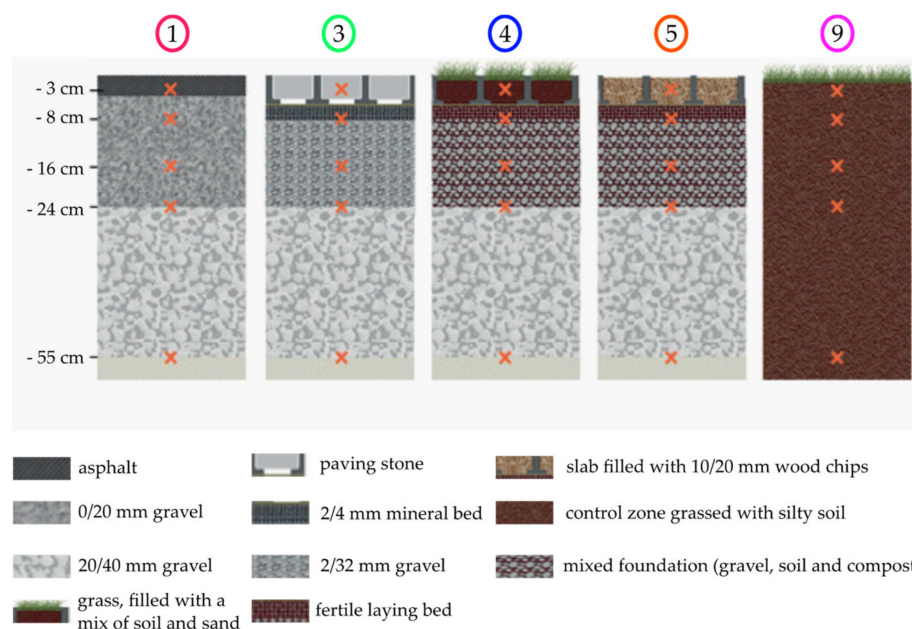 1 3 4 5 9
- 3 cm
- 8 cm
- 16 cm
- 24 cm
- 55 cm
asphalt
paving stone
slab filled with 10/20 mm wood chips
0/20 mm gravel
2/4 mm mineral bed
control zone grassed with silty soil
20/40 mm gravel
2/32 mm gravel
mixed foundation (gravel, soil and compost
grass, filled with a
mix of soil and sand
fertile laying bed